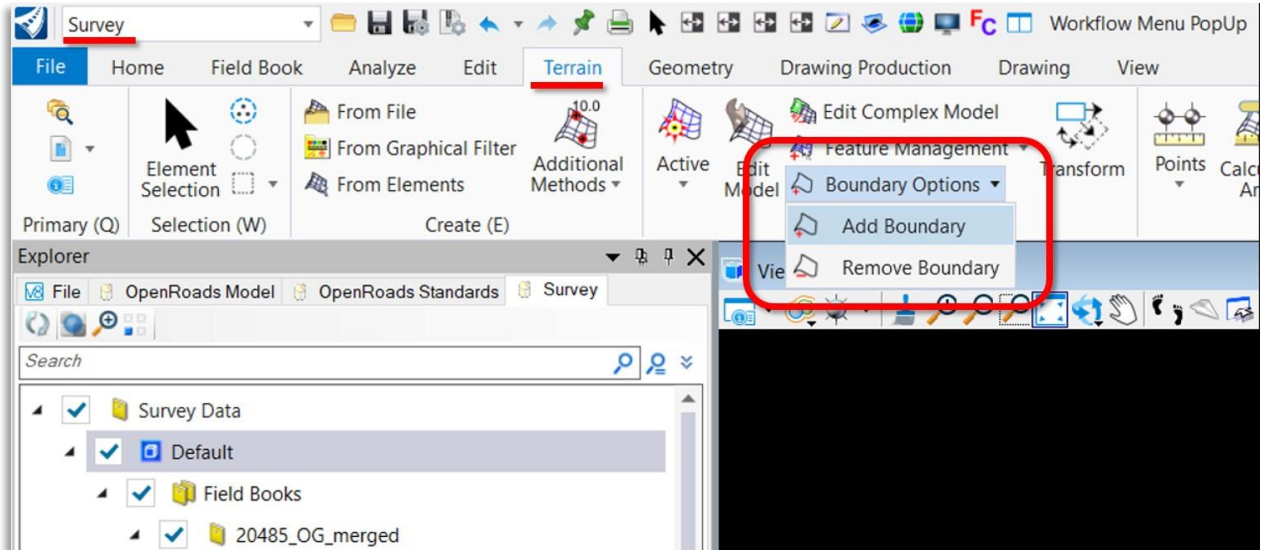 Survey
Fc
Workflow Menu PopUp
File Home Field Book Analyze Edit Terrain Geometry Drawing Production Drawing View
From File
From Graphical Filter
From Elements
Element
Selection
10.0
Additional
Methods
Active
Edit
Model
Edit Complex Model
Feature Management
Boundary Options
Transform
Points
Add Boundary
Remove Boundary
Primary (Q) Selection (W) Create (E)
Explorer
File OpenRoads Model OpenRoads Standards Survey
Search
Survey Data
Default
Field Books
20485_OG_merged